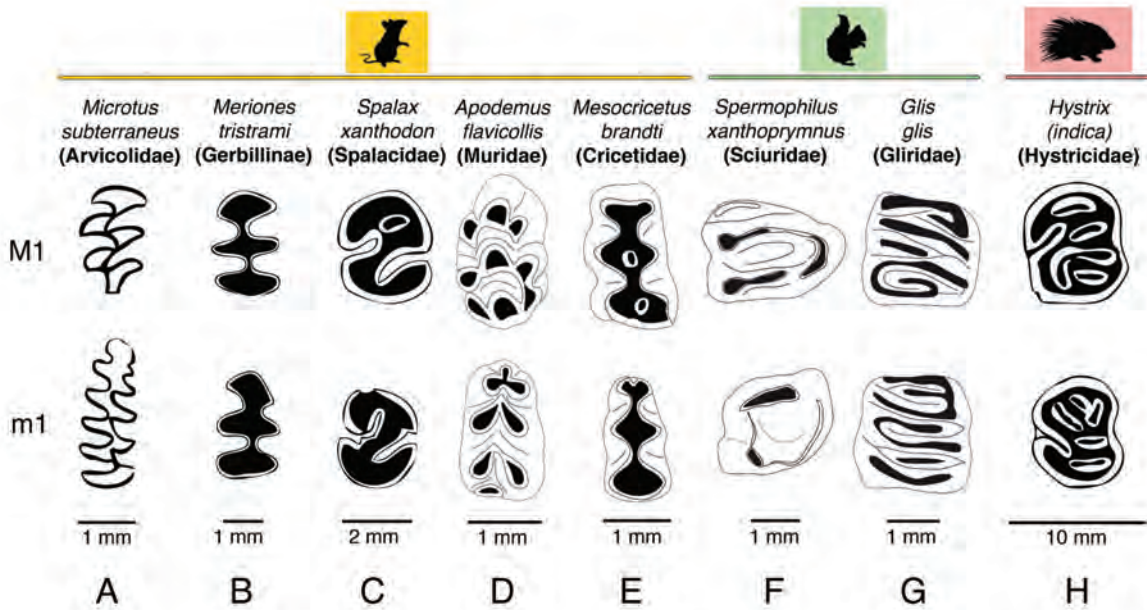 Microtus
subterraneus
(Arvicolidae)
Meriones
tristrami
(Gerbillinae)
Spalax
xanthodon
(Spalacidae)
Apodemus
flavicollis
(Muridae)
Mesocricetus
brandti
(Cricetidae)
Spermophilus
xanthoprymnus
(Sciuridae)
Glis
glis
(Gliridae)
Hystrix
(indica)
(Hystricidae)
M1
m1
1 mm
1 mm
2 mm
1 mm
1 mm
1 mm
1 mm
10 mm
A
B
C
D
E
F
G
H